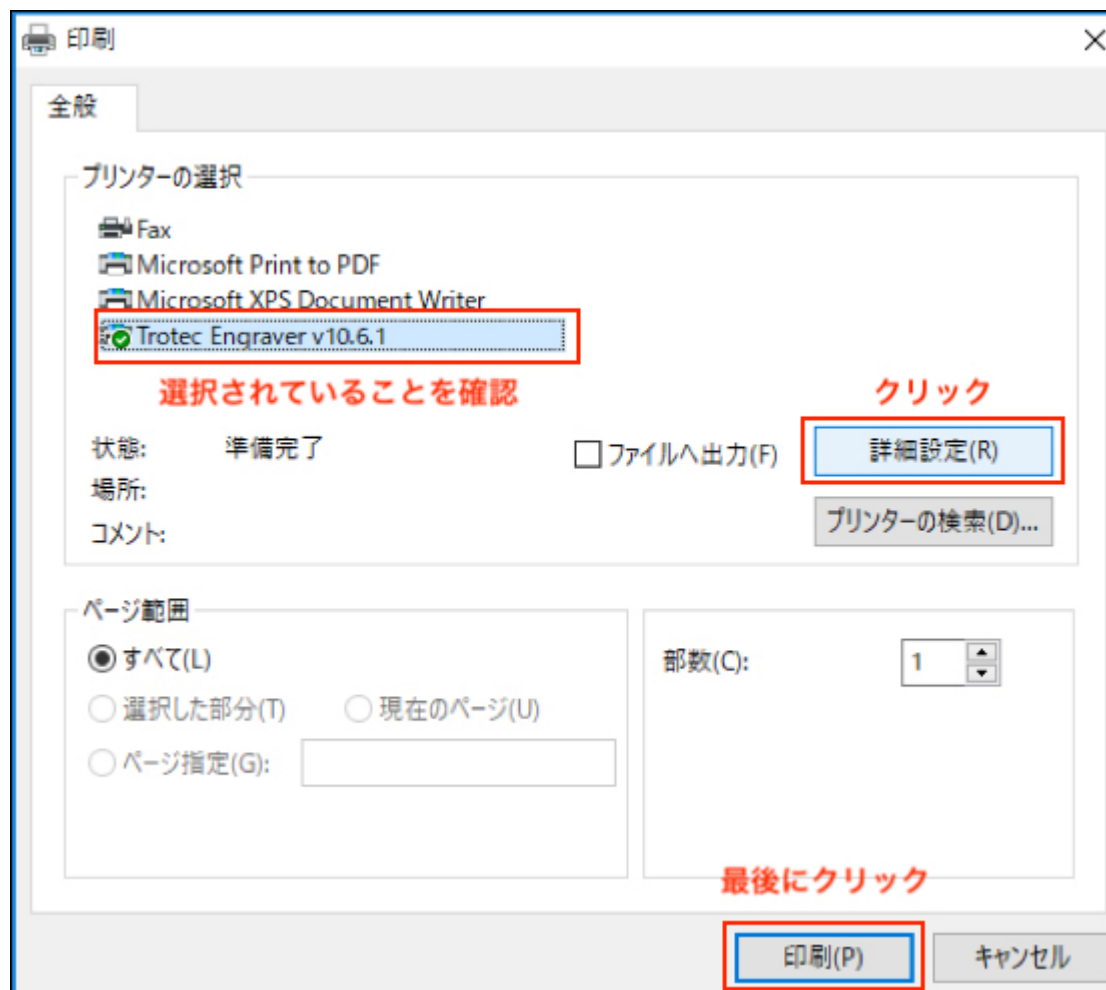 印刷
全般
プリンターの選択
Fax
Microsoft Print to PDF
Microsoft XPS Document Writer
Trotec Engraver v10.6.1
選択されていることを確認
クリック
状態: 準備完了
ファイルへ出力(F)
詳細設定(R)
場所:
プリンターの検索(D)...
コメント:
ページ範囲
すべて(L)
部数(C): 1
選択した部分(T) 現在のページ(U)
ページ指定(G):
最後にクリック
印刷(P) キャンセル